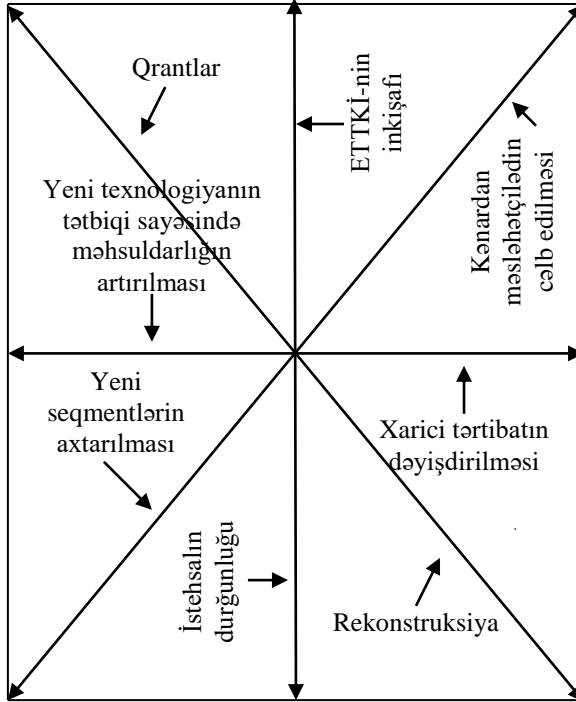 Qrantlar
ETTKİ-nin
inkişafı
Kənardan
məsləhətçilədin
cəlb edilməsi
Yeni texnologiyanın
tətbiqi sayəsində
məhsuldarlığın
artırılması
Yeni
seqmentlərin
axtarılması
Xarici tərtibatın
dəyişdirilməsi
İstehsalın
durğunluğu
Rekonstruksiya